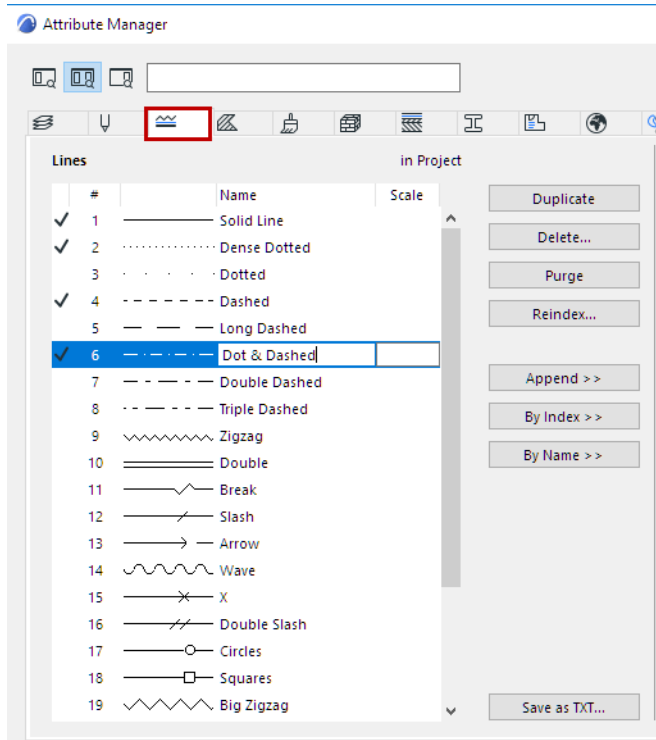 Attribute Manager
Lines in Project
# Name Scale
1 Solid Line
2 Dense Dotted
3 Dotted
4 Dashed
5 Long Dashed
6 Dot & Dashed
7 Double Dashed
8 Triple Dashed
9 Zigzag
10 Double
11 Break
12 Slash
13 Arrow
14 Wave
15 X
16 Double Slash
17 Circles
18 Squares
19 Big Zigzag
Duplicate
Delete...
Purge
Reindex...
Append >>
By Index >>
By Name >>
Save as TXT...